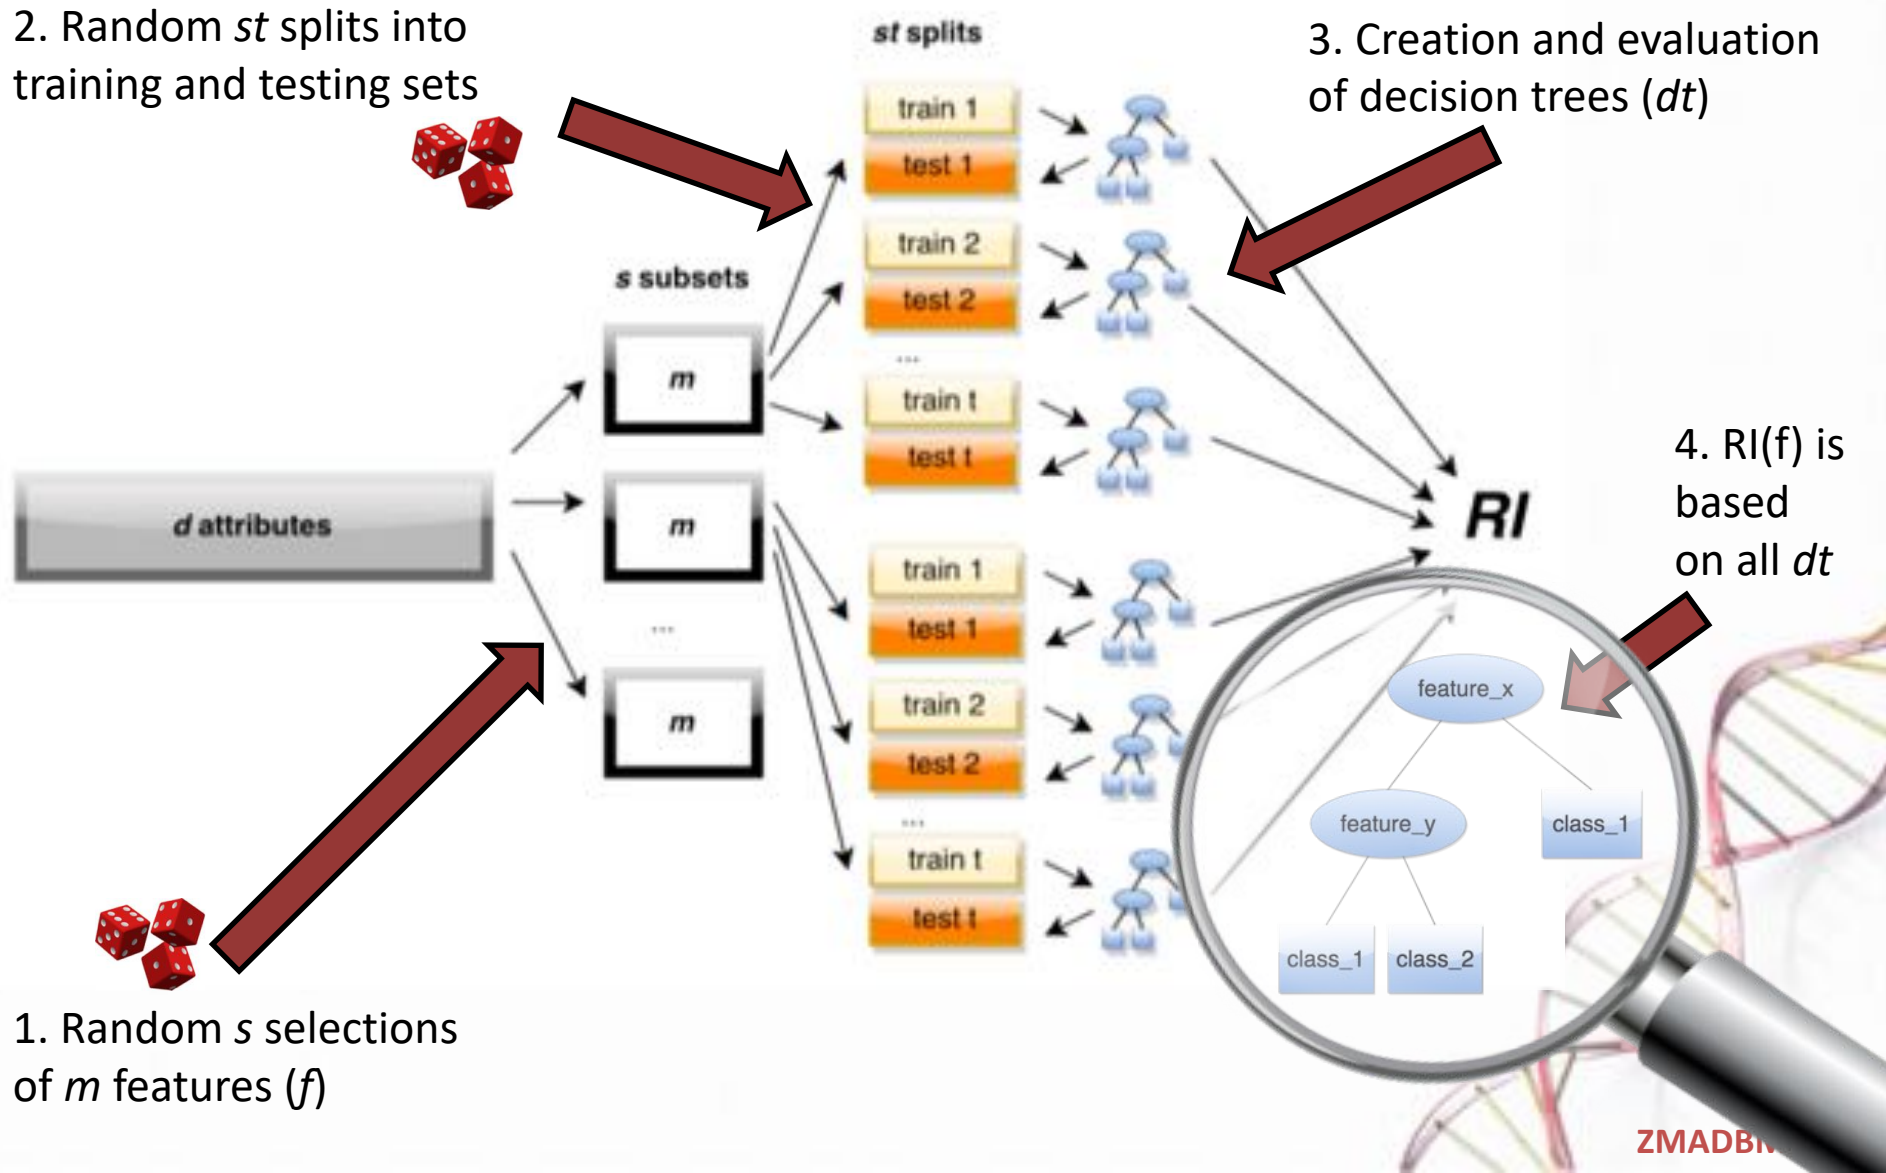 2. Random st splits into
training and testing sets
st splits
3. Creation and evaluation
of decision trees (dt)
train 1
test 1
train 2
test 2
...
train t
test t
s subsets
m
m
...
m
d attributes
train 1
test 1
train 2
test 2
...
train t
test t
RI
4. RI(f) is
based
on all dt
feature_x
feature_y
class_1
class_1
class_2
1. Random s selections
of m features (f)